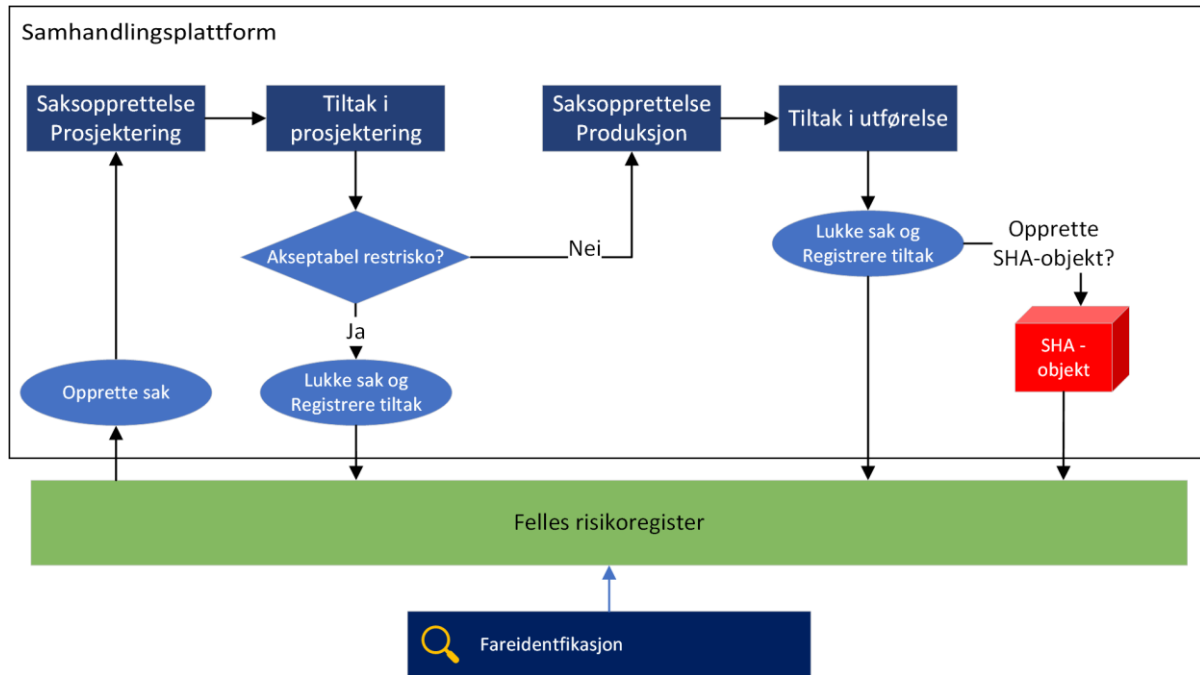 Samhandlingsplattform
Saksopprettelse
Prosjektering
Tiltak i
prosjektering
Saksopprettelse
Produksjon
Tiltak i utførelse
Akseptabel restrisko?
Nei
Lukke sak og
Registrere tiltak
Opprette
SHA-objekt?
Ja
SHA -
objekt
Opprette sak
Lukke sak og
Registrere tiltak
Felles risikoregister
Fareidentfikasjon